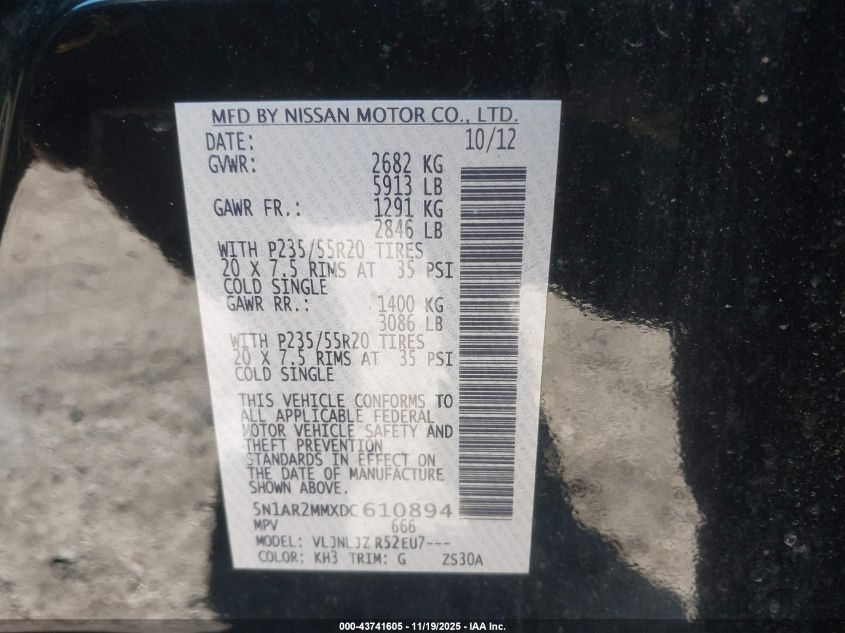 MFD BY NISSAN MOTOR CO., LTD.
DATE: 10/12
GVWR: 2682 KG
5913 LB
GAWR FR.: 1291 KG
2846 LB
WITH P235/55R20 TIRES
20 X 7.5 RIMS AT 35 PSI
COLD SINGLE
GAWR RR.: 1400 KG
3086 LB
WITH P235/55R20 TIRES
20 X 7.5 RIMS AT 35 PSI
COLD SINGLE
THIS VEHICLE CONFORMS TO
ALL APPLICABLE FEDERAL
MOTOR VEHICLE SAFETY AND
THEFT PREVENTION
STANDARDS IN EFFECT ON
THE DATE OF MANUFACTURE
SHOWN ABOVE.
5N1AR2MMXDC610894
MPV 666
MODEL: VLJNLJZ R52EU7---
COLOR: KH3 TRIM: G ZS30A
000-43741605 - 11/19/2025 - IAA Inc.